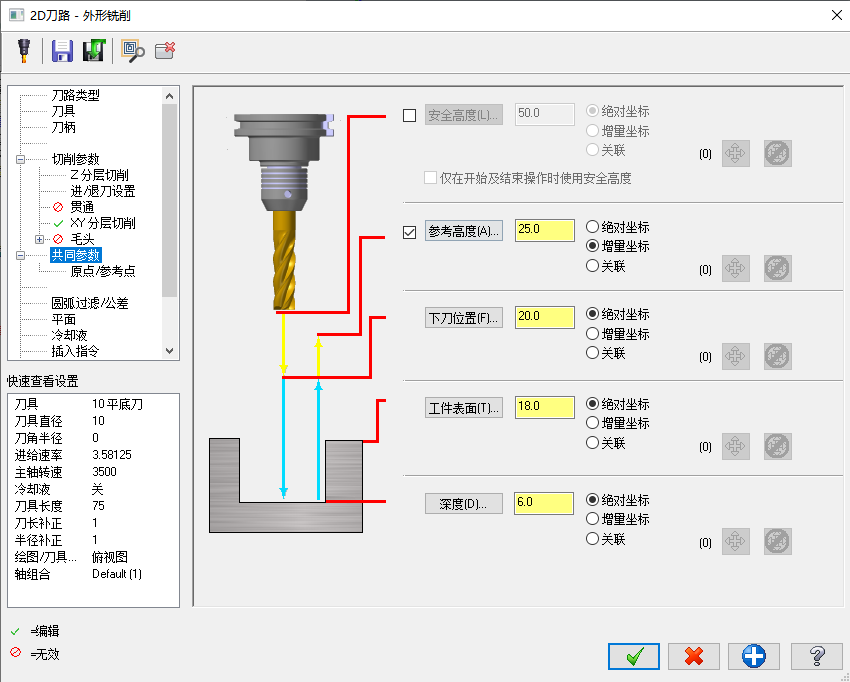 2D刀路 - 外形铣削
刀路类型
刀具
刀柄
切削参数
Z 分层切削
进/退刀设置
贯通
XY 分层切削
毛头
共同参数
原点/参考点
圆弧过滤/公差
平面
冷却液
插入指令
快速查看设置
刀具 10 平底刀
刀具直径 10
刀角半径 0
进给速率 3.58125
主轴转速 3500
冷却液 关
刀具长度 75
刀长补正 1
半径补正 1
绘图/刀具... 俯视图
轴组合 Default (1)
=编辑
=无效
安全高度(L)... 50.0 绝对坐标
增量坐标
关联
(0)
仅在开始及结束操作时使用安全高度
参考高度(A)... 25.0 绝对坐标
增量坐标
关联
(0)
下刀位置(F)... 20.0 绝对坐标
增量坐标
关联
(0)
工件表面(T)... 18.0 绝对坐标
增量坐标
关联
(0)
深度(D)... 6.0 绝对坐标
增量坐标
关联
(0)